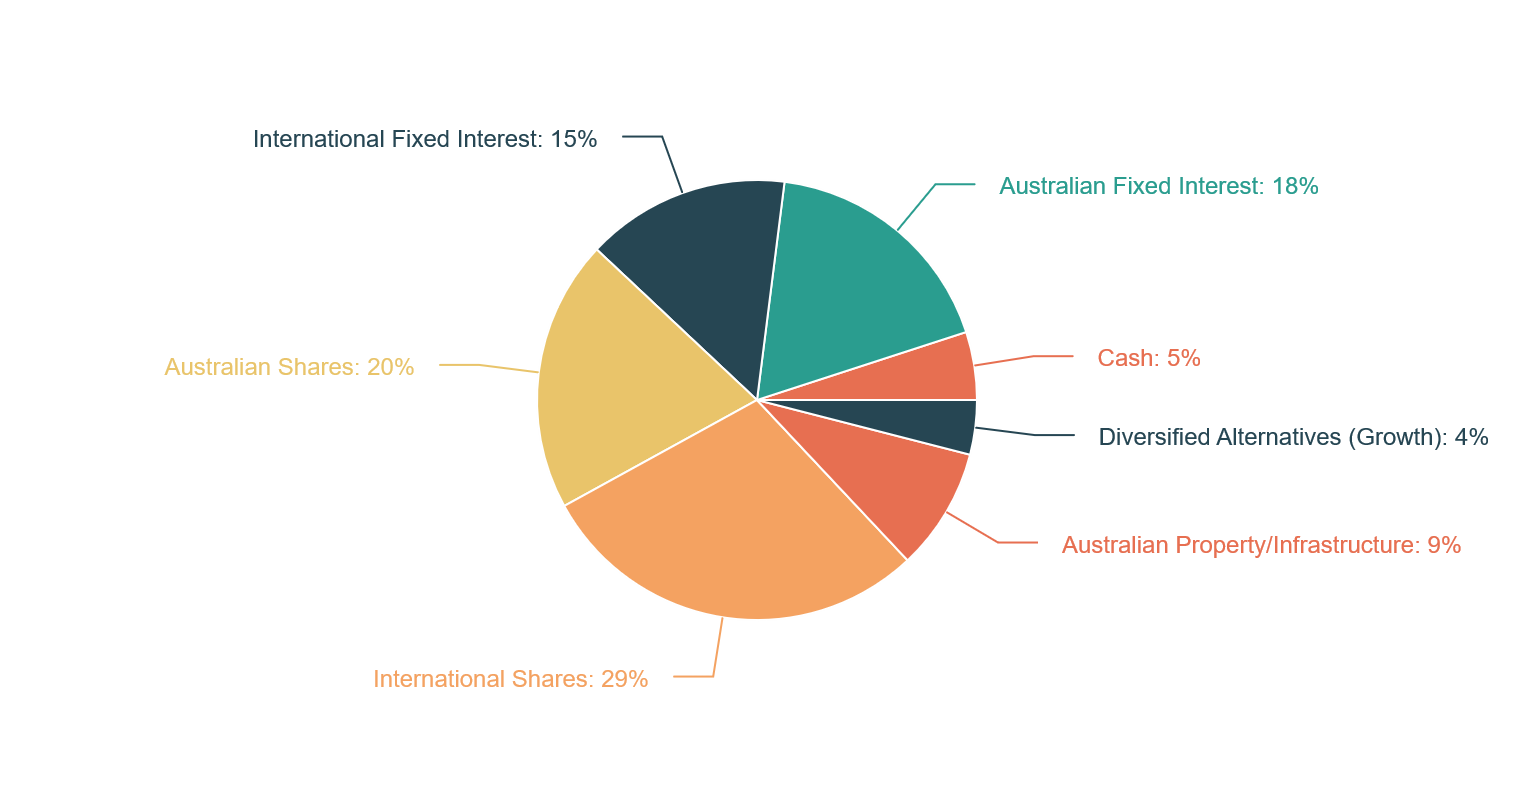 International Fixed Interest: 15%
Australian Fixed Interest: 18%
Cash: 5%
Australian Shares: 20%
Diversified Alternatives (Growth): 4%
Australian Property/Infrastructure: 9%
International Shares: 29%